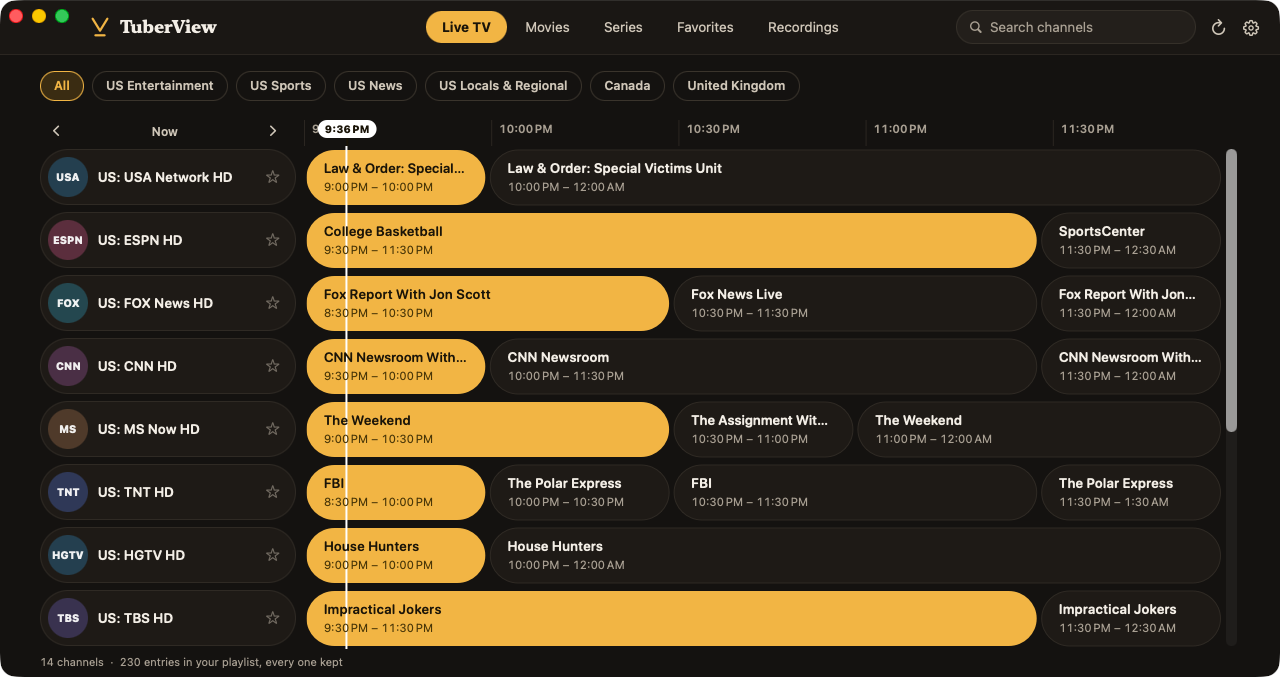 TuberView
Live TV
Movies
Series
Favorites
Recordings
Search channels
All
US Entertainment
US Sports
US News
US Locals & Regional
Canada
United Kingdom
Now
9:36 PM
10:00 PM
10:30 PM
11:00 PM
11:30 PM
USA
US: USA Network HD
Law & Order: Special...
9:00 PM – 10:00 PM
Law & Order: Special Victims Unit
10:00 PM – 12:00 AM
ESPN
US: ESPN HD
College Basketball
9:30 PM – 11:30 PM
SportsCenter
11:30 PM – 12:30 AM
FOX
US: FOX News HD
Fox Report With Jon Scott
8:30 PM – 10:30 PM
Fox News Live
10:30 PM – 11:30 PM
Fox Report With Jon...
11:30 PM – 12:00 AM
CNN
US: CNN HD
CNN Newsroom With...
9:30 PM – 10:00 PM
CNN Newsroom
10:00 PM – 11:30 PM
CNN Newsroom With...
11:30 PM – 12:00 AM
MS
US: MS Now HD
The Weekend
9:00 PM – 10:30 PM
The Assignment Wit...
10:30 PM – 11:00 PM
The Weekend
11:00 PM – 12:00 AM
TNT
US: TNT HD
FBI
8:30 PM – 10:00 PM
The Polar Express
10:00 PM – 10:30 PM
FBI
10:30 PM – 11:30 PM
The Polar Express
11:30 PM – 1:30 AM
HGTV
US: HGTV HD
House Hunters
9:00 PM – 10:00 PM
House Hunters
10:00 PM – 12:00 AM
TBS
US: TBS HD
Impractical Jokers
9:30 PM – 11:30 PM
Impractical Jokers
11:30 PM – 12:30 AM
14 channels · 230 entries in your playlist, every one kept